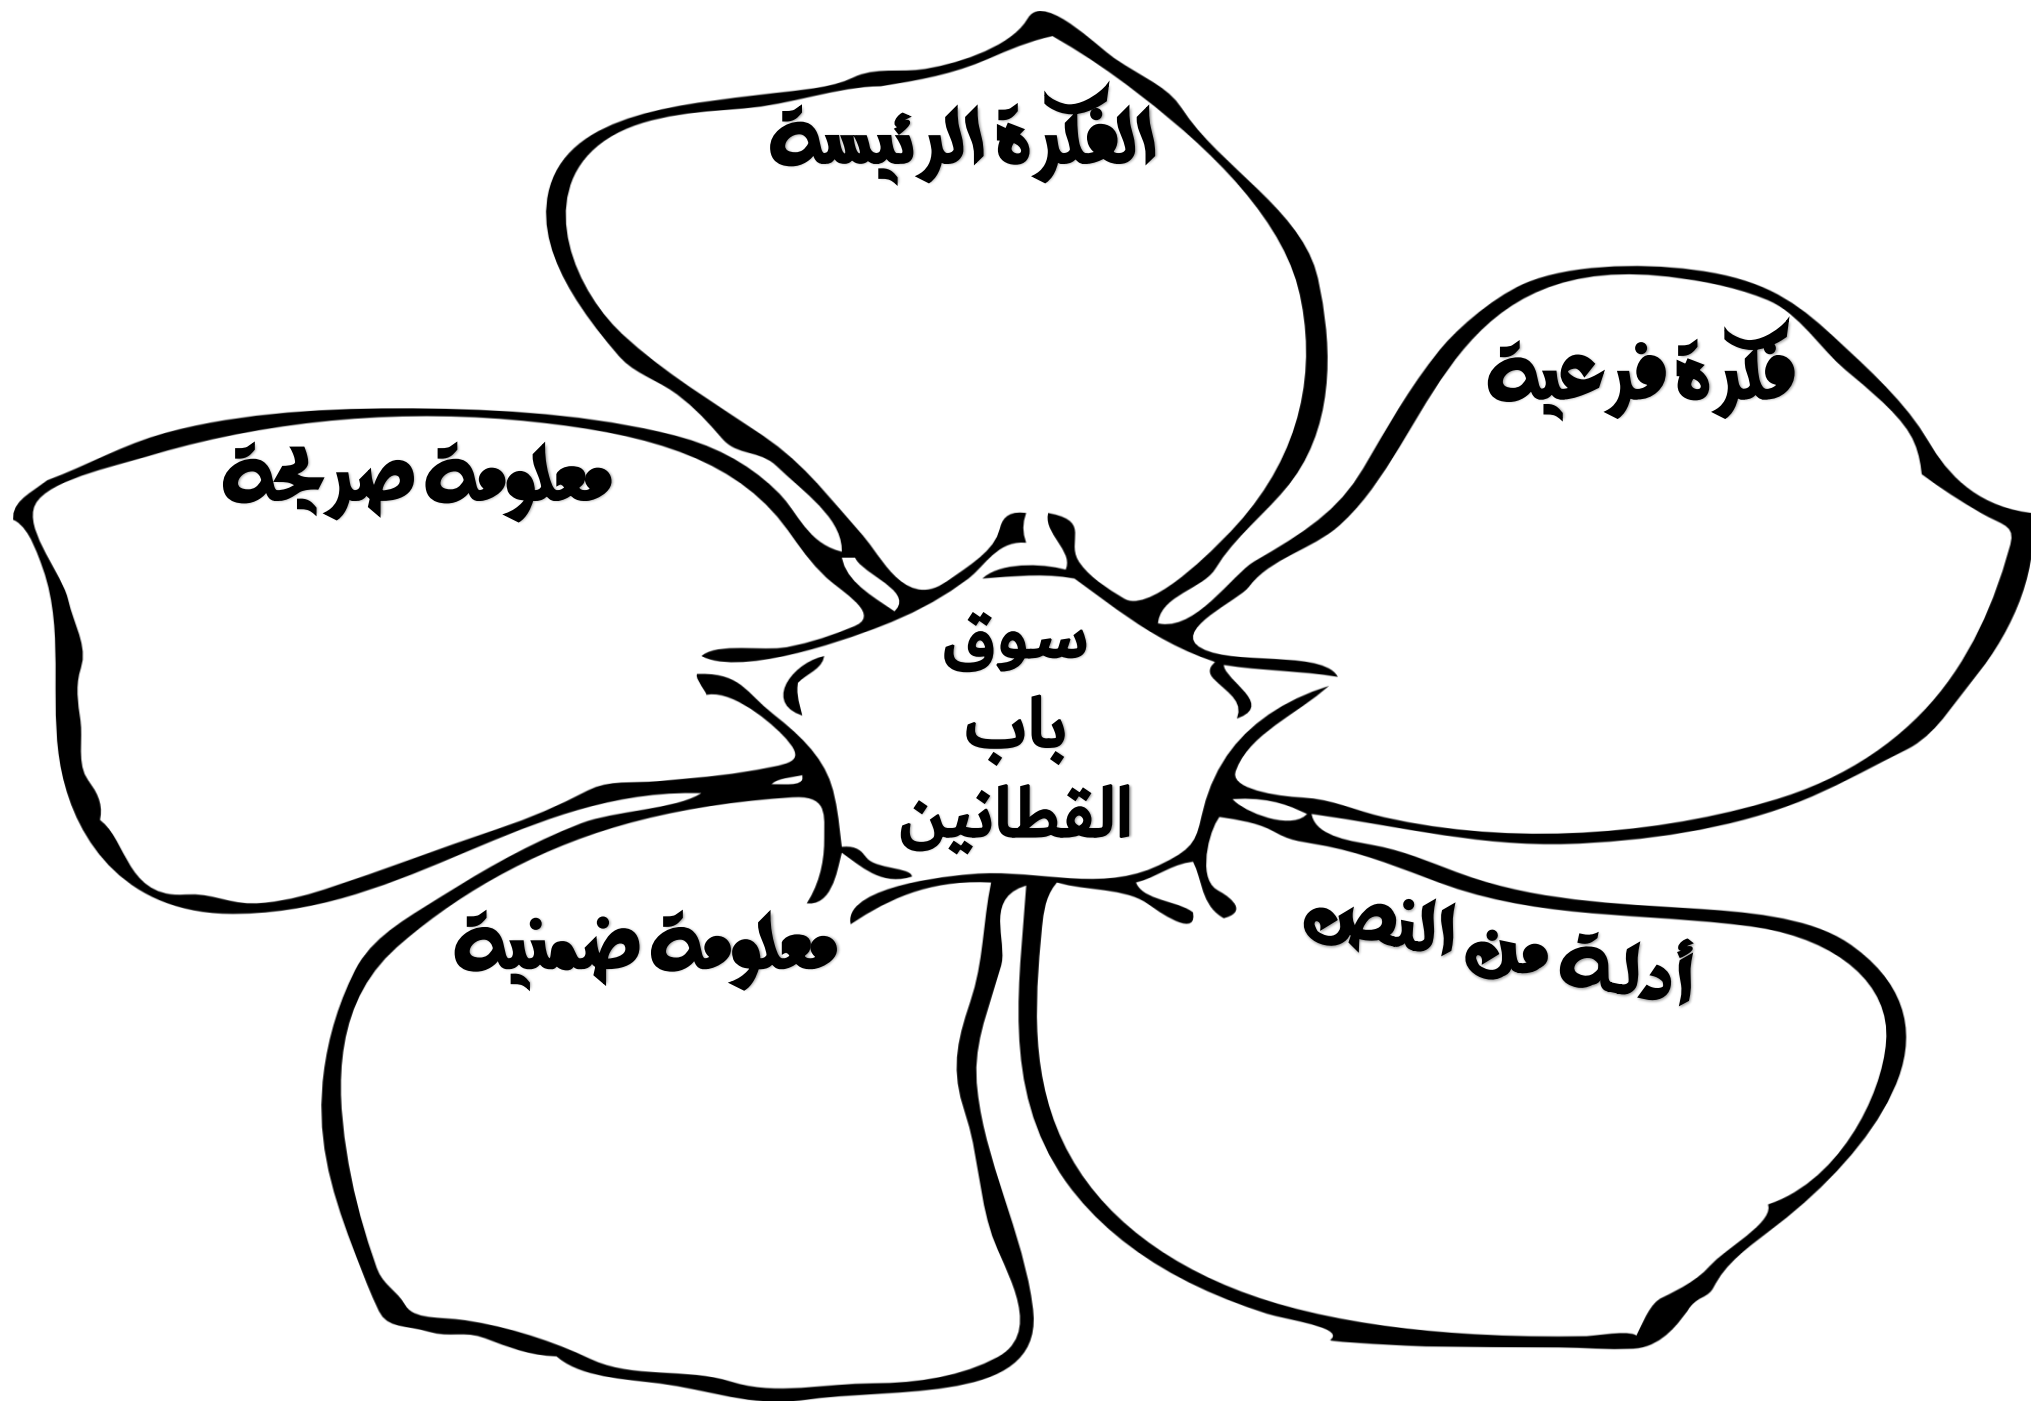 الفكرة الرئيسة
فكرة فرعية
معلومة صريحة
سوق
باب
القطانين
أدلة من النص
معلومة ضمنية